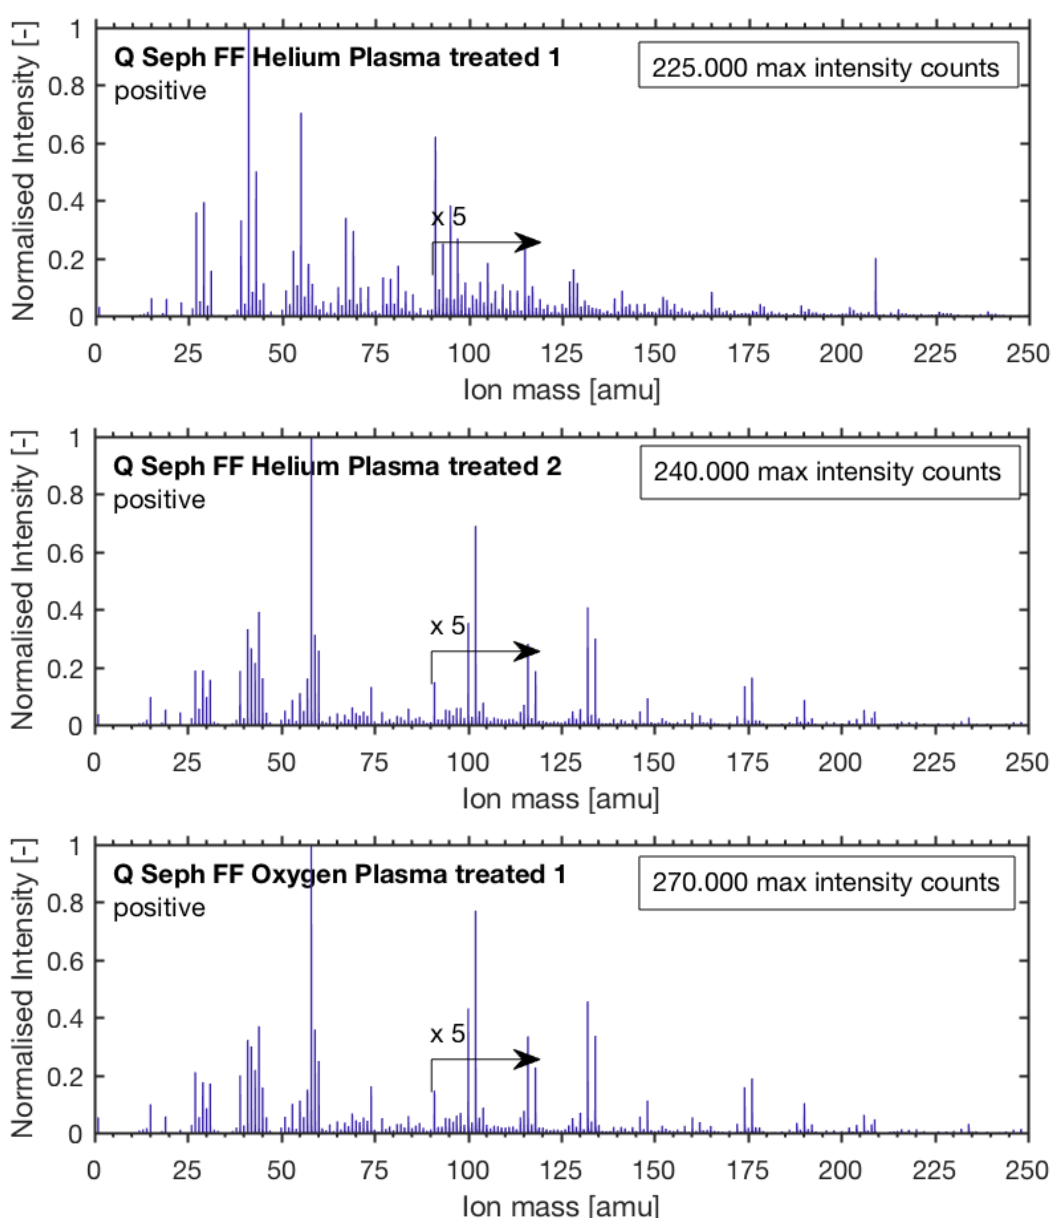 Normalised Intensity [-]
1
0.8
0.6
0.4
0.2
0
Q Seph FF Helium Plasma treated 1
positive
225.000 max intensity counts
x 5
0 25 50 75 100 125 150 175 200 225 250
Ion mass [amu]
Normalised Intensity [-]
1
0.8
0.6
0.4
0.2
0
Q Seph FF Helium Plasma treated 2
positive
240.000 max intensity counts
x 5
0 25 50 75 100 125 150 175 200 225 250
Ion mass [amu]
Normalised Intensity [-]
1
0.8
0.6
0.4
0.2
0
Q Seph FF Oxygen Plasma treated 1
positive
270.000 max intensity counts
x 5
0 25 50 75 100 125 150 175 200 225 250
Ion mass [amu]